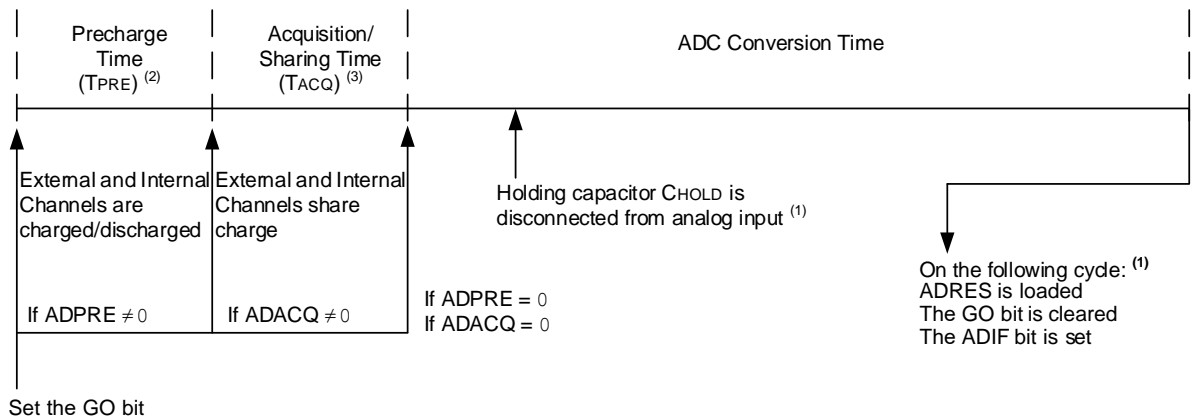 Precharge
Time
(TPRE) (2)
Acquisition/
Sharing Time
(TACQ) (3)
ADC Conversion Time
External and Internal
Channels are
charged/discharged
External and Internal
Channels share
charge
Holding capacitor CHOLD is
disconnected from analog input (1)
If ADPRE ≠ 0
If ADACQ ≠ 0
If ADPRE = 0
If ADACQ = 0
On the following cycle: (1)
ADRES is loaded
The GO bit is cleared
The ADIF bit is set
Set the GO bit